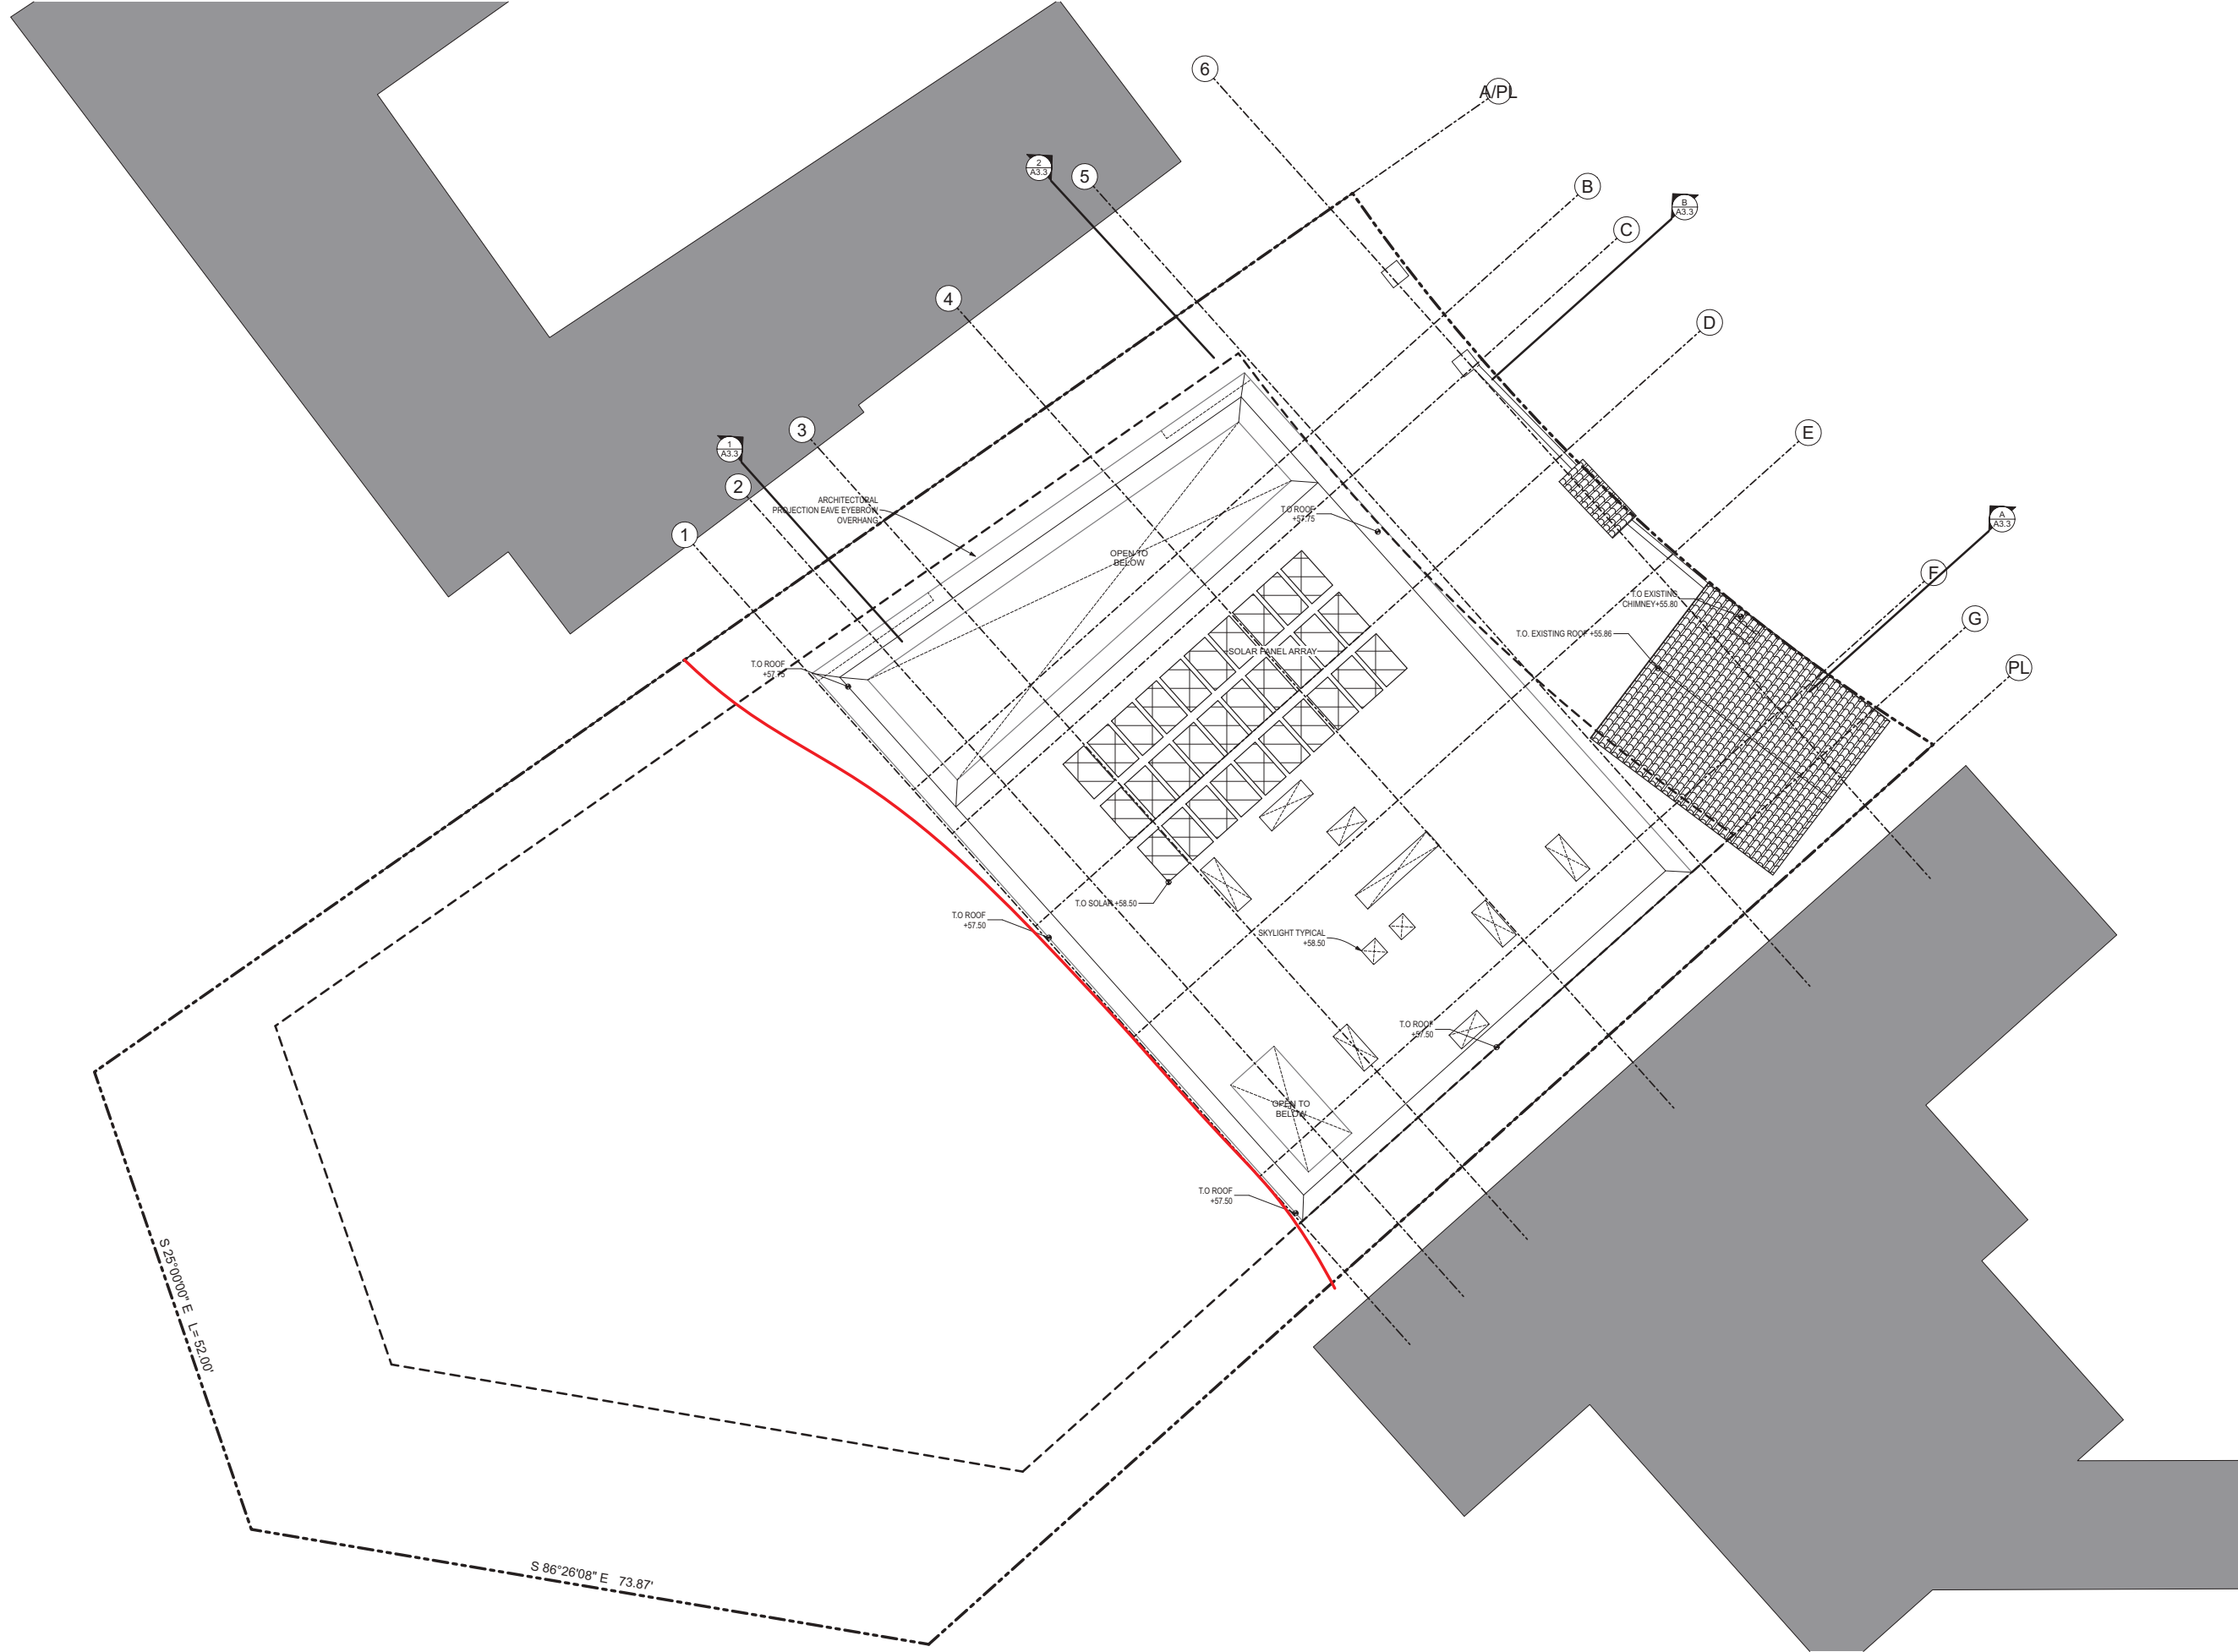 6
A/PL
2
A3.3
5
B
B
A3.3
C
4
D
3
E
1
A3.3
2
ARCHITECTURAL
PROJECTION EAVE EYEBROW
OVERHANG
1
T.O ROOF
+57.75
A
A3.3
OPEN TO
BELOW
F
T.O EXISTING
CHIMNEY+55.80
G
T.O. EXISTING ROOF +55.86
SOLAR PANEL ARRAY
PL
T.O ROOF
+57.75
T.O SOLAR +58.50
T.O ROOF
+57.50
SKYLIGHT TYPICAL
+58.50
T.O ROOF
+57.50
OPEN TO
BELOW
T.O ROOF
+57.50
S 25°00'00" E L= 52.00'
S 86°26'08" E 73.87'